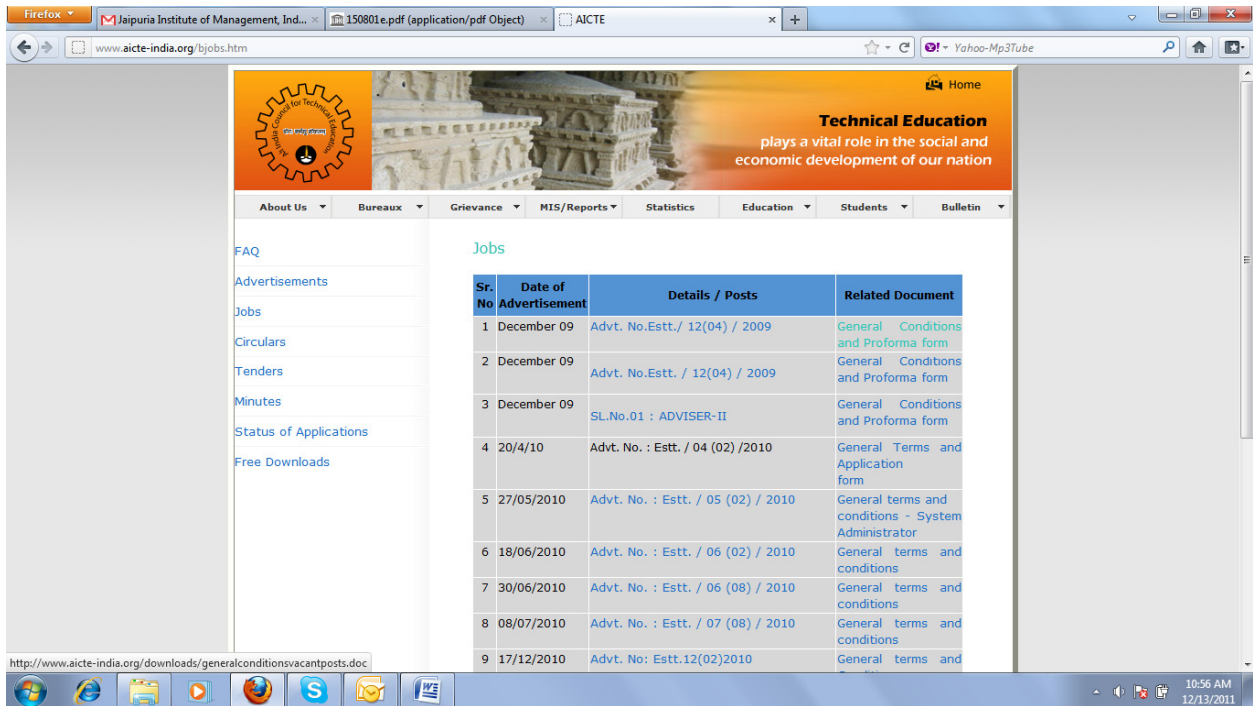 Firefox
Jaipuria Institute of Management, Ind...
150801e.pdf (application/pdf Object)
AICTE
www.aicte-india.org/bjobs.htm
Yahoo-Mp3Tube
All India Council for Technical Education
Home
Technical Education
plays a vital role in the social and
economic development of our nation
About Us
Bureaux
Grievance
MIS/Reports
Statistics
Education
Students
Bulletin
FAQ
Advertisements
Jobs
Circulars
Tenders
Minutes
Status of Applications
Free Downloads
Jobs
Sr. No
Date of Advertisement
Details / Posts
Related Document
1 December 09 Advt. No.Estt./ 12(04) / 2009 General Conditions
and Proforma form
2 December 09 Advt. No.Estt. / 12(04) / 2009 General Conditions
and Proforma form
3 December 09 SL.No.01 : ADVISER-II General Conditions
and Proforma form
4 20/4/10 Advt. No. : Estt. / 04 (02) /2010 General Terms and
Application
form
5 27/05/2010 Advt. No. : Estt. / 05 (02) / 2010 General terms and
conditions - System
Administrator
6 18/06/2010 Advt. No. : Estt. / 06 (02) / 2010 General terms and
conditions
7 30/06/2010 Advt. No. : Estt. / 06 (08) / 2010 General terms and
conditions
8 08/07/2010 Advt. No. : Estt. / 07 (08) / 2010 General terms and
conditions
9 17/12/2010 Advt. No: Estt.12(02)2010 General terms and
http://www.aicte-india.org/downloads/generalconditionsvacantposts.doc
10:56 AM
12/13/2011